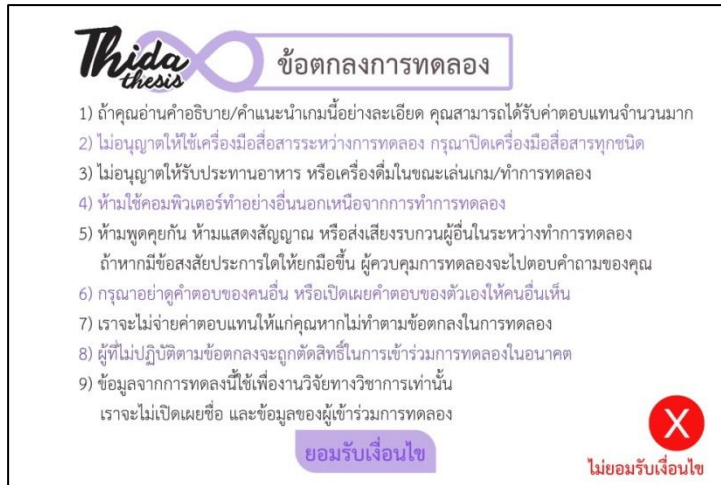 Thida
thesis
ข้อตกลงการทดลอง
1) ถ้าคุณอ่านคำอธิบาย/คำแนะนำเกมนี้อย่างละเอียด คุณสามารถได้รับค่าตอบแทนจำนวนมาก
2) ไม่อนุญาตให้ใช้เครื่องมือสื่อสารระหว่างการทดลอง กรุณาปิดเครื่องมือสื่อสารทุกชนิด
3) ไม่อนุญาตให้รับประทานอาหาร หรือเครื่องดื่มในขณะเล่นเกม/ทำการทดลอง
4) ห้ามใช้คอมพิวเตอร์ทำอย่างอื่นนอกเหนือจากการทำการทดลอง
5) ห้ามพูดคุยกัน ห้ามแสดงสัญญาณ หรือส่งเสียงรบกวนผู้อื่นในระหว่างทำการทดลอง
ถ้าหากมีข้อสงสัยประการใดให้ยกมือขึ้น ผู้ควบคุมการทดลองจะไปตอบคำถามของคุณ
6) กรุณาอย่าดูคำตอบของคนอื่น หรือเปิดเผยคำตอบของตัวเองให้คนอื่นเห็น
7) เราจะไม่จ่ายค่าตอบแทนให้แก่คุณหากไม่ทำตามข้อตกลงในการทดลอง
8) ผู้ที่ไม่ปฏิบัติตามข้อตกลงจะถูกตัดสิทธิ์ในการเข้าร่วมการทดลองในอนาคต
9) ข้อมูลจากการทดลงนี้ใช้เพื่องานวิจัยทางวิชาการเท่านั้น
เราจะไม่เปิดเผยชื่อ และข้อมูลของผู้เข้าร่วมการทดลอง
ยอมรับเงื่อนไข
X
ไม่ยอมรับเงื่อนไข